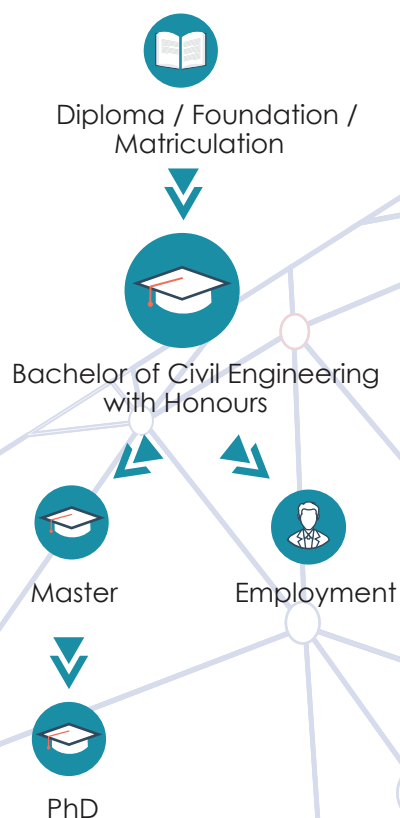 Diploma / Foundation /
Matriculation
Bachelor of Civil Engineering
with Honours
Master
Employment
PhD